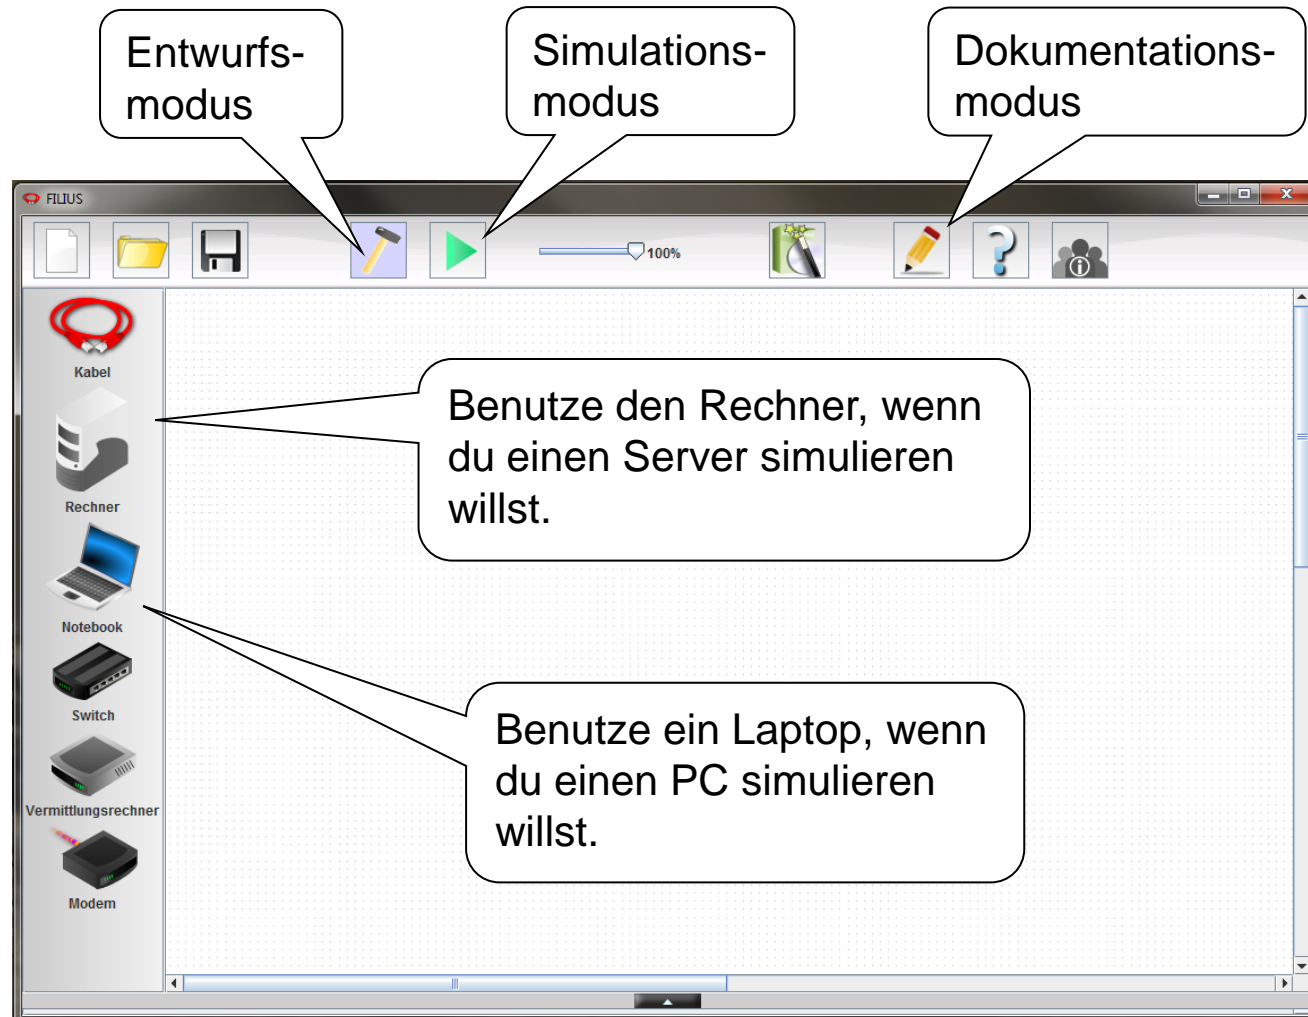 Entwurfs-
modus
Simulations-
modus
Dokumentations-
modus
FILIUS
100%
Kabel
Rechner
Notebook
Switch
Vermittlungsrechner
Modem
Benutze den Rechner, wenn
du einen Server simulieren
willst.
Benutze ein Laptop, wenn
du einen PC simulieren
willst.